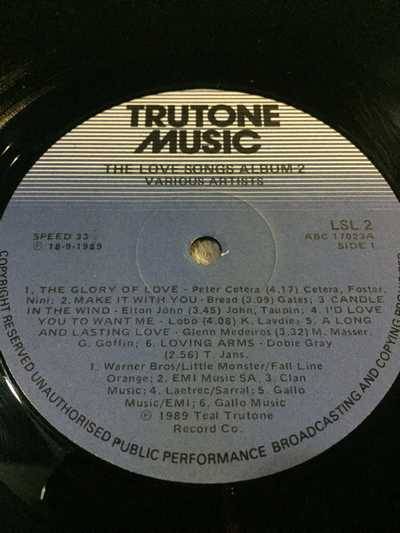 TRUTONE
MUSIC
THE LOVE SONGS ALBUM 2
VARIOUS ARTISTS
SPEED 33
℗ 18-9-1989
LSL 2
ABC 17023A
SIDE 1
1. THE GLORY OF LOVE - Peter Cetera (4.17) Cetera, Foster,
Nini; 2. MAKE IT WITH YOU - Bread (3.09) Gates; 3 CANDLE
IN THE WIND - Elton John (3.45) John, Taupin; 4. I'D LOVE
YOU TO WANT ME - Lobo (4.08) K. Lavdie; 5. A LONG
AND LASTING LOVE - Glenn Medeiros (3.32) M. Masser,
G. Goffin; 6. LOVING ARMS - Dobie Gray
(2.56) T. Jans.
1. Warner Bros/Little Monster/Fall Line
Orange; 2. EMI Music SA, 3. Clan
Music; 4. Laetrec/Sarral; 5. Gallo
Music/EMI; 6. Gallo Music
℗ 1989 Teal Trutone
Record Co.
COPYRIGHT RESERVED UNAUTHORISED PUBLIC PERFORMANCE BROADCASTING AND COPYING